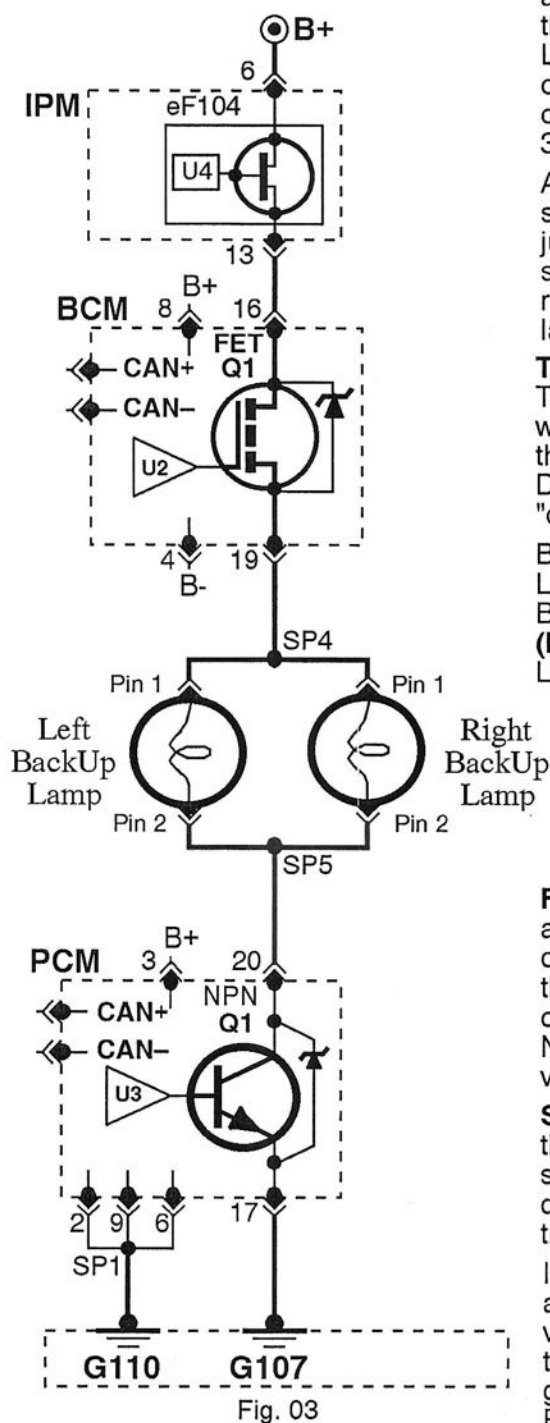 B+
6
IPM
eF104
U4
13
B+
8
16
BCM
FET
Q1
CAN+
CAN–
U2
4
19
B-
SP4
Pin 1
Pin 1
Left
BackUp
Lamp
Right
BackUp
Lamp
Pin 2
Pin 2
SP5
B+
PCM
3
20
NPN
Q1
CAN+
CAN–
U3
2
9
6
17
SP1
G110
G107
Fig. 03